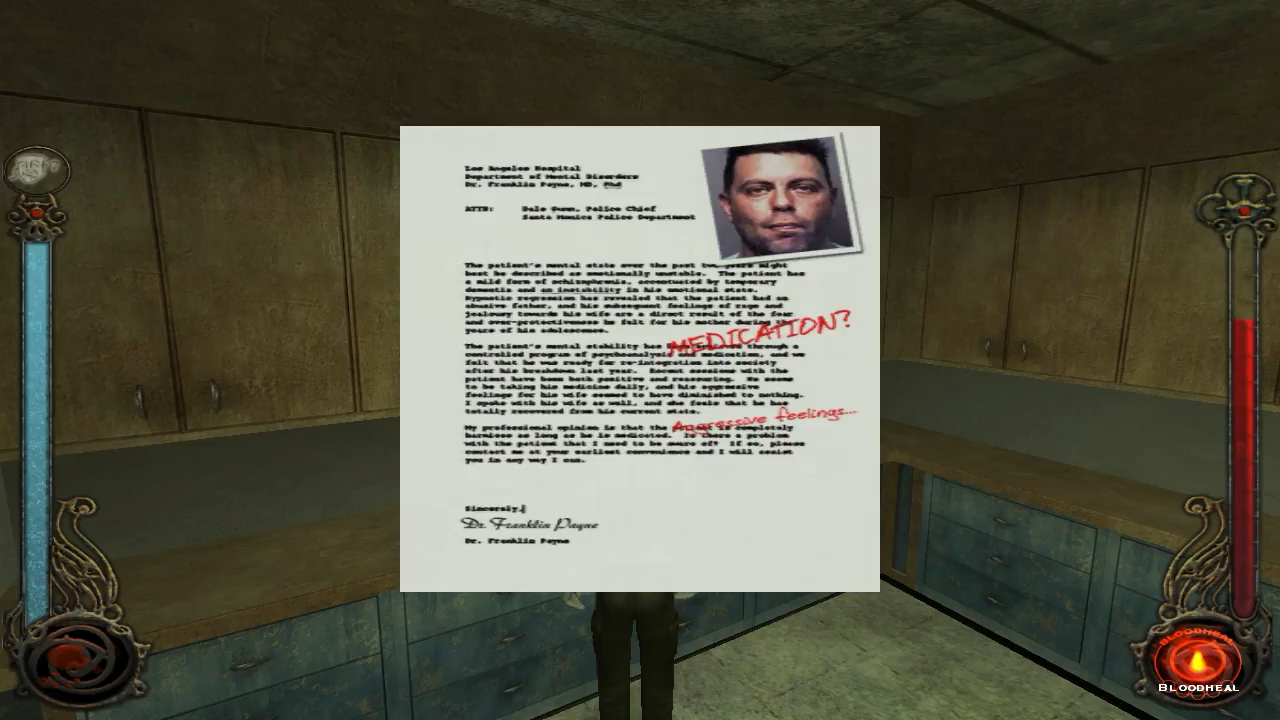 Los Angeles Hospital
Department of Mental Disorders
Dr. Franklin Payne, MD, PhD
ATTN: Dale Gunn, Police Chief
Santa Monica Police Department
The patient's mental state over the past two years might
best be described as emotionally unstable. The patient has
a mild form of schizophrenia, accentuated by temporary
dementia and an instability in his emotional state.
Hypnotic regression has revealed that the patient had an
abusive father, and his subsequent feelings of rage and
jealousy towards his wife are a direct result of the fear
and over-protectiveness he felt for his mother during the
years of his adolescence.
MEDICATION?
The patient's mental stability has through a
controlled program of psychoanalysis and medication, and we
felt that he was ready for re-integration into society
after his breakdown last year. Recent sessions with the
patient have been both positive and reassuring. He seems
to be taking his medicine daily, and his aggressive
feelings for his wife seemed to have diminished to nothing.
I spoke with his wife as well, and she feels that he has
totally recovered from his current state.
Aggressive feelings...
My professional opinion is that the is completely
harmless as long as he is medicated. Is there a problem
with the patient that I need to be aware of? If so, please
contact me at your earliest convenience and I will assist
you in any way I can.
Sincerely,
Dr. Franklin Payne
Dr. Franklin Payne
BLOODHEAL
BLOODHEAL